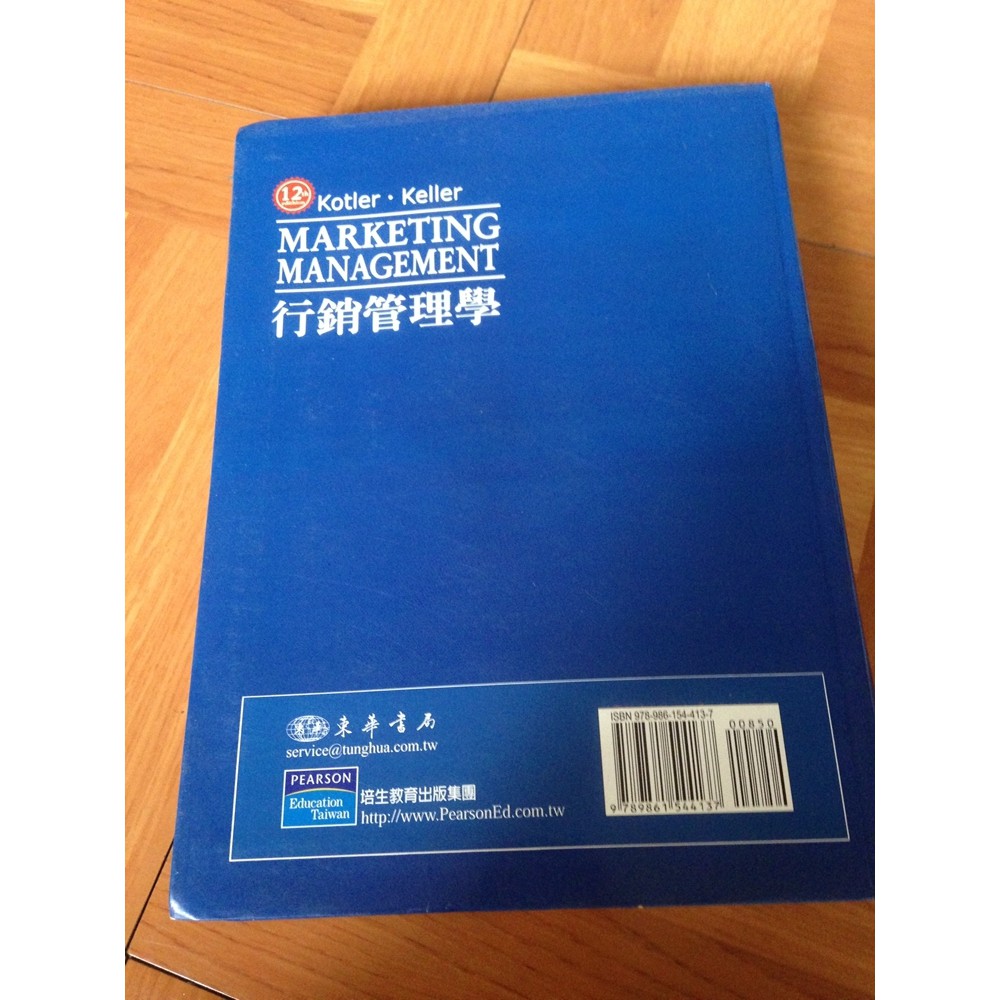 12th
Kotler · Keller
MARKETING
MANAGEMENT
行銷管理學
東華書局
service@tunghua.com.tw
PEARSON
Education
Taiwan
培生教育出版集團
http://www.PearsonEd.com.tw
ISBN 978-986-154-413-7
00850
9 789861 544137